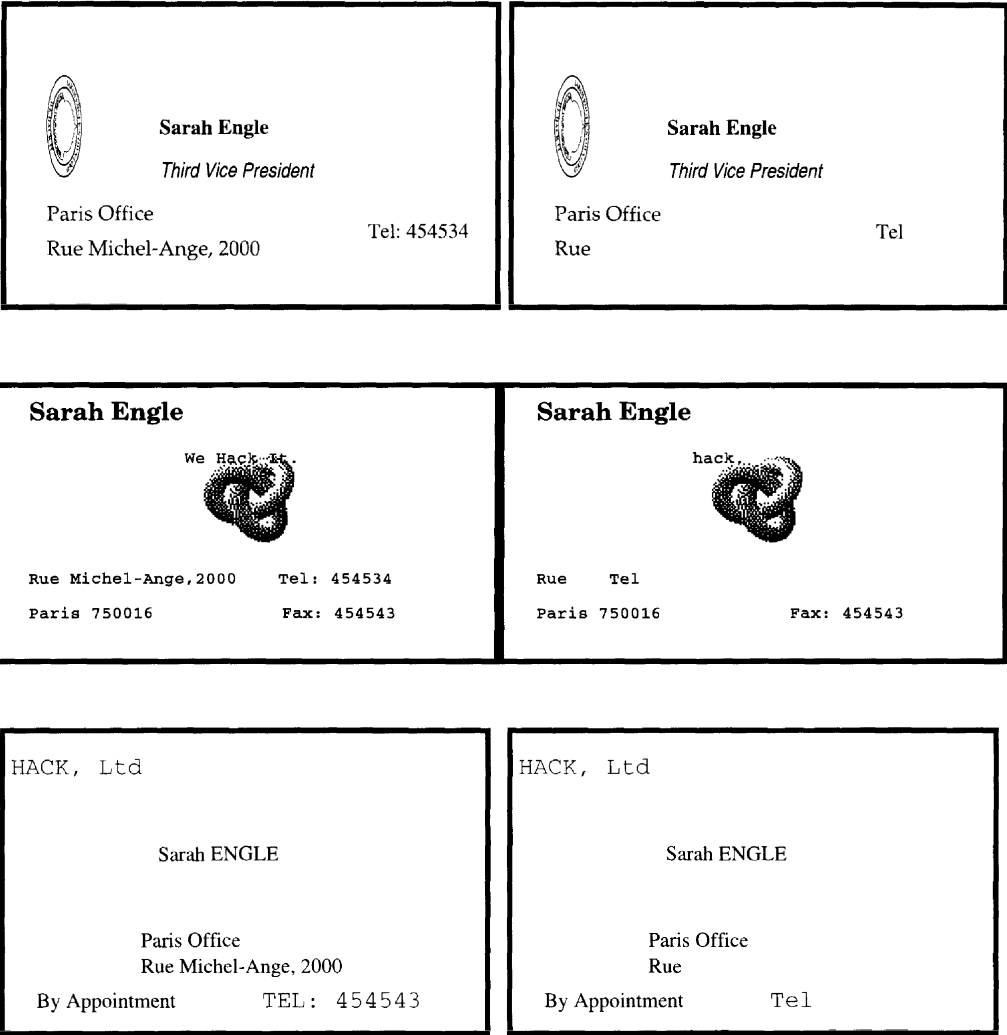 Sarah Engle
Third Vice President
Paris Office
Rue Michel-Ange, 2000
Tel: 454534
Sarah Engle
Third Vice President
Paris Office
Rue
Tel
Sarah Engle
We Hack It.
Rue Michel-Ange,2000 Tel: 454534
Paris 750016 Fax: 454543
Sarah Engle
hack.
Rue Tel
Paris 750016 Fax: 454543
HACK, Ltd
Sarah ENGLE
Paris Office
Rue Michel-Ange, 2000
By Appointment TEL: 454543
HACK, Ltd
Sarah ENGLE
Paris Office
Rue
By Appointment Tel